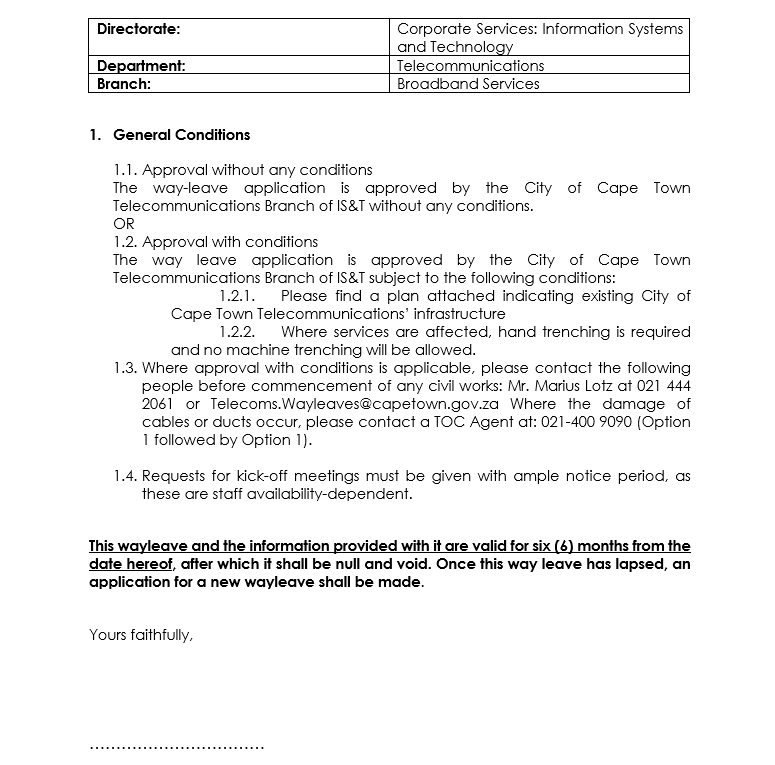 Directorate: Corporate Services: Information Systems
and Technology
Department: Telecommunications
Branch: Broadband Services
1. General Conditions
1.1. Approval without any conditions
The way-leave application is approved by the City of Cape Town
Telecommunications Branch of IS&T without any conditions.
OR
1.2. Approval with conditions
The way leave application is approved by the City of Cape Town
Telecommunications Branch of IS&T subject to the following conditions:
1.2.1. Please find a plan attached indicating existing City of
Cape Town Telecommunications’ infrastructure
1.2.2. Where services are affected, hand trenching is required
and no machine trenching will be allowed.
1.3. Where approval with conditions is applicable, please contact the following
people before commencement of any civil works: Mr. Marius Lotz at 021 444
2061 or Telecoms.Wayleaves@capetown.gov.za Where the damage of
cables or ducts occur, please contact a TOC Agent at: 021-400 9090 (Option
1 followed by Option 1).
1.4. Requests for kick-off meetings must be given with ample notice period, as
these are staff availability-dependent.
This wayleave and the information provided with it are valid for six (6) months from the
date hereof, after which it shall be null and void. Once this way leave has lapsed, an
application for a new wayleave shall be made.
Yours faithfully,
……………………………